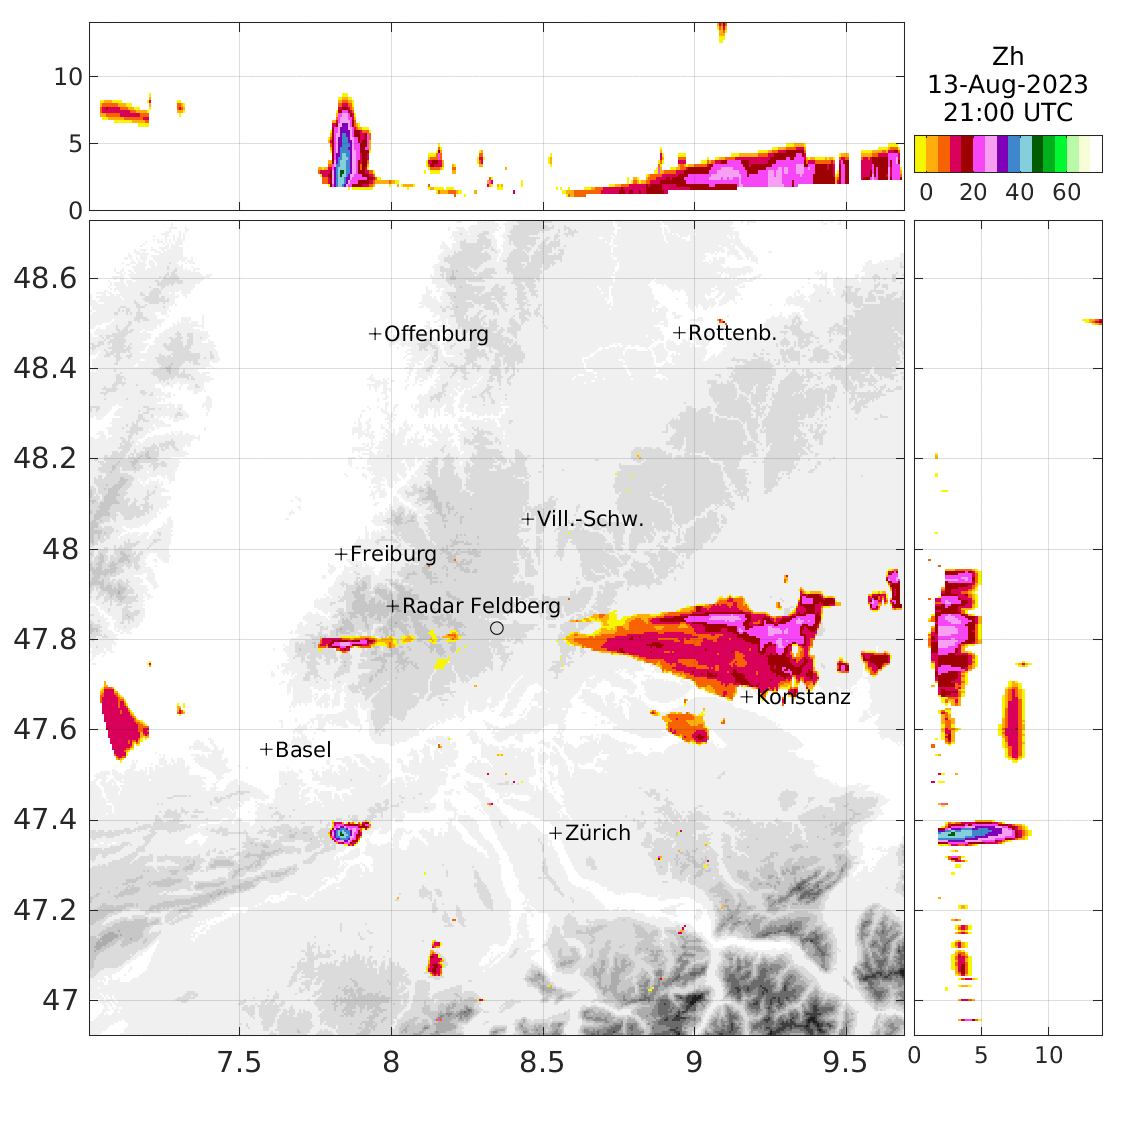 Zh
13-Aug-2023
21:00 UTC
0 20 40 60
10
5
0
48.6
48.4
48.2
48
47.8
47.6
47.4
47.2
47
+Offenburg
+Rottenb.
+Vill.-Schw.
+Freiburg
+Radar Feldberg
+Konstanz
+Basel
+Zürich
7.5 8 8.5 9 9.5
0 5 10